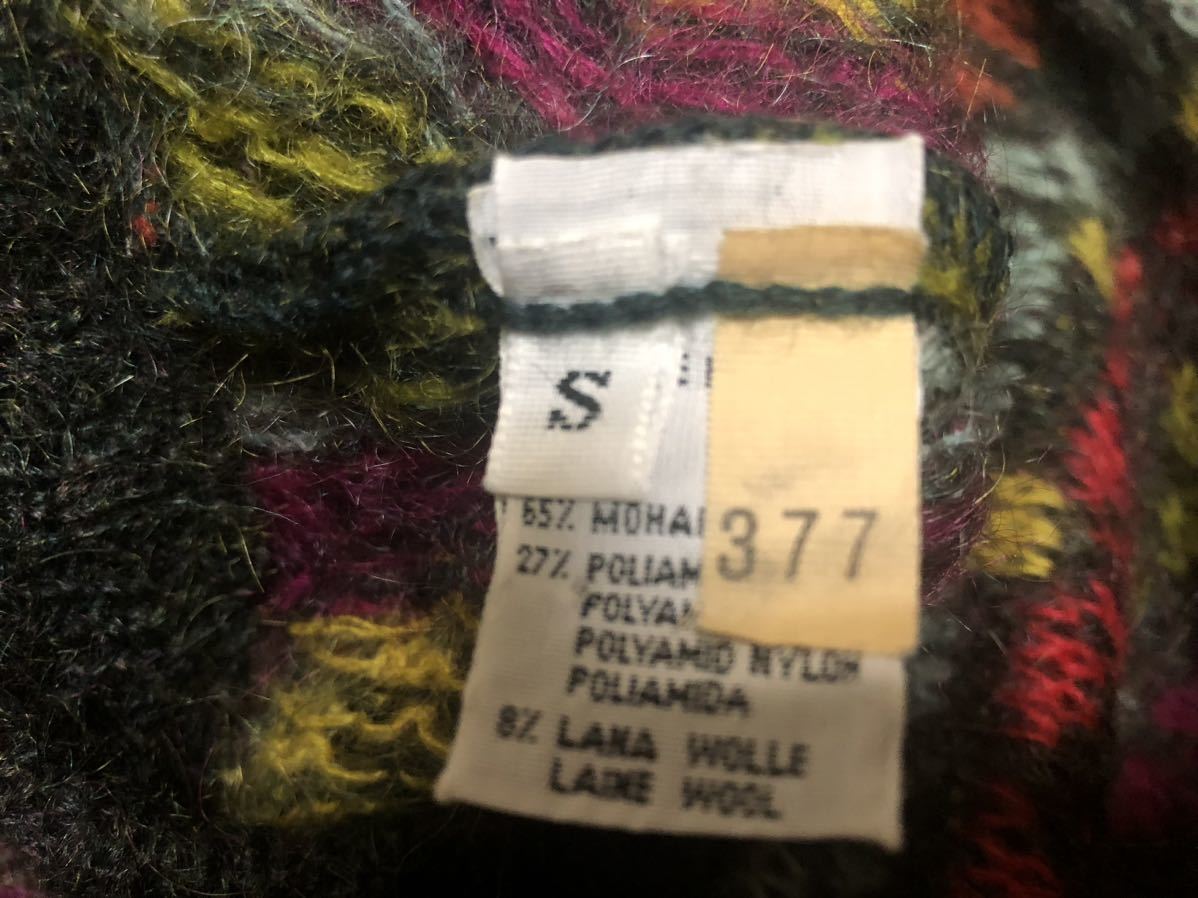 S
65% MOHAI
377
27% POLIAM
POLYAM
POLYAMID NYLON
POLIAMIDA
8% LANA WOLLE
LAINE WOOL